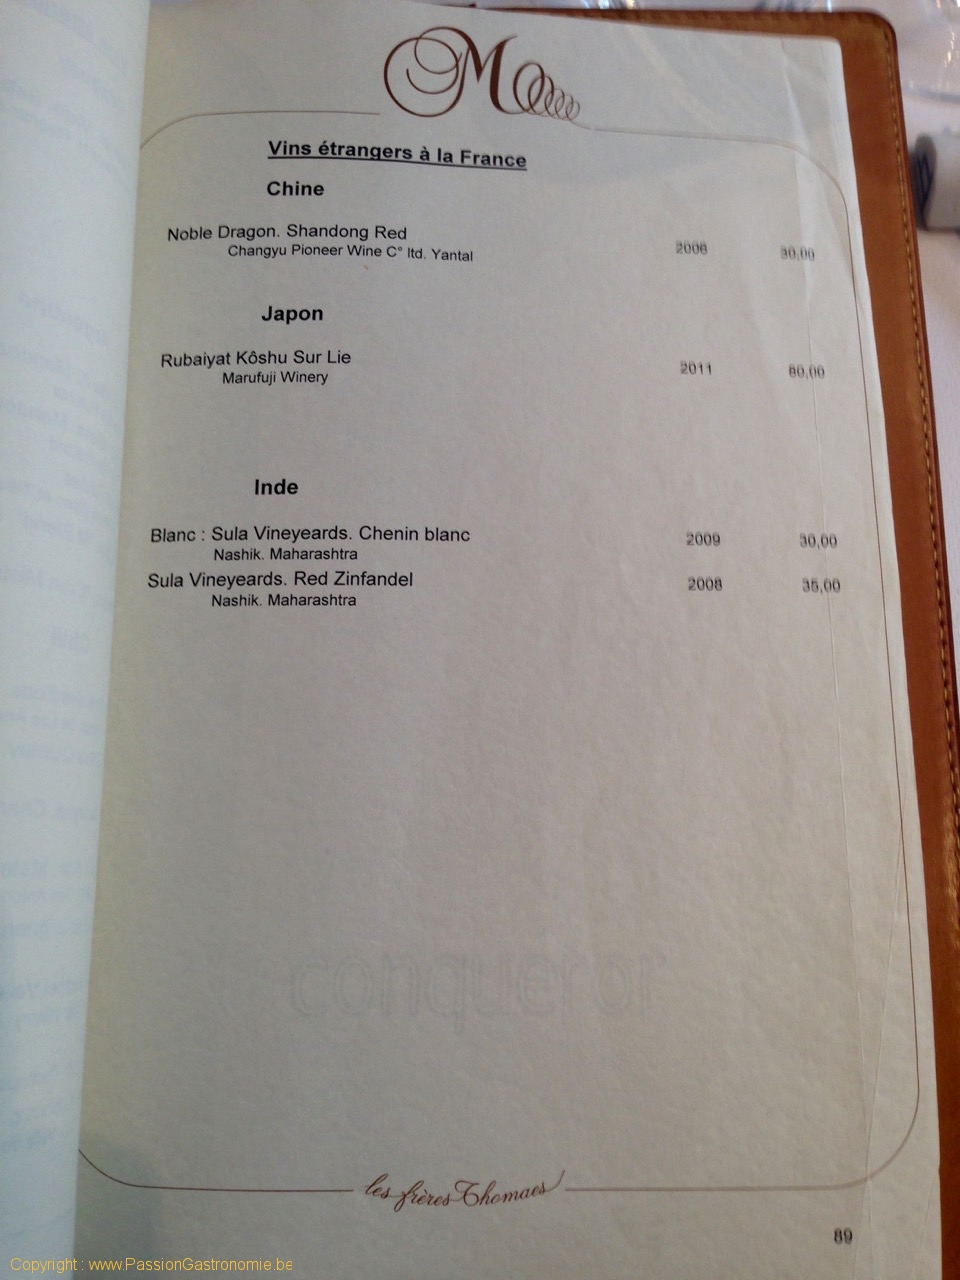 M
Vins étrangers à la France
Chine
Noble Dragon. Shandong Red
Changyu Pioneer Wine C° ltd. Yantal 2006 30,00
Japon
Rubaiyat Kôshu Sur Lie
Marufuji Winery 2011 80,00
Inde
Blanc : Sula Vineyeards. Chenin blanc 2009 30,00
Nashik. Maharashtra
Sula Vineyeards. Red Zinfandel 2008 35,00
Nashik. Maharashtra
conqueror
les frères Thomaes
89
Copyright : www.PassionGastronomie.be